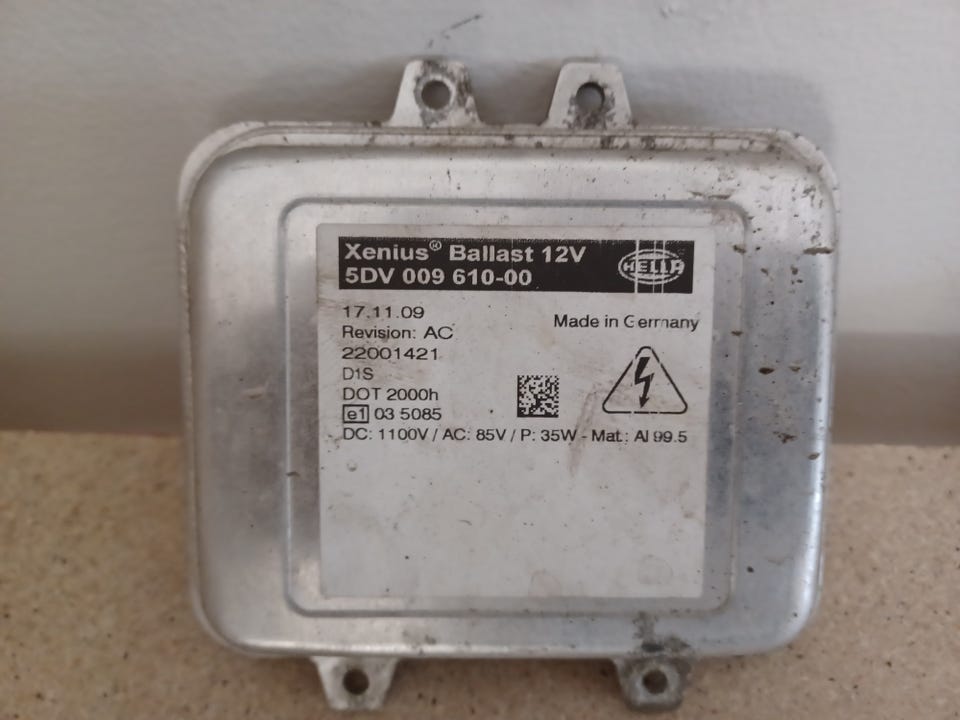 Xenius® Ballast 12V
5DV 009 610-00
HELLA
17.11.09
Made in Germany
Revision: AC
22001421
D1S
DOT 2000h
e1 03 5085
DC: 1100V / AC: 85V / P: 35W - Mat.: Al 99.5